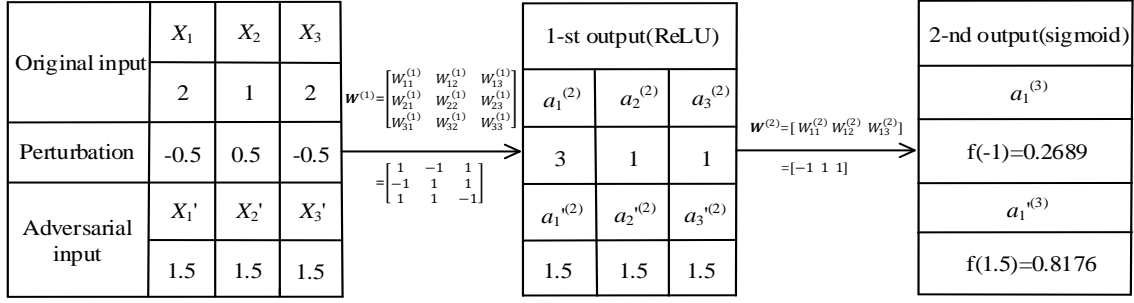 Original input
X₁ X₂ X₃
2 1 2
Perturbation -0.5 0.5 -0.5
Adversarial input
X₁' X₂' X₃'
1.5 1.5 1.5
W⁽¹⁾=[W₁₁⁽¹⁾ W₁₂⁽¹⁾ W₁₃⁽¹⁾
W₂₁⁽¹⁾ W₂₂⁽¹⁾ W₂₃⁽¹⁾
W₃₁⁽¹⁾ W₃₂⁽¹⁾ W₃₃⁽¹⁾]
=[1 -1 1
-1 1 1
1 1 -1]
1-st output(ReLU)
a₁⁽²⁾ a₂⁽²⁾ a₃⁽²⁾
3 1 1
a₁'⁽²⁾ a₂'⁽²⁾ a₃'⁽²⁾
1.5 1.5 1.5
W⁽²⁾=[ W₁₁⁽²⁾ W₁₂⁽²⁾ W₁₃⁽²⁾]
=[-1 1 1]
2-nd output(sigmoid)
a₁⁽³⁾
f(-1)=0.2689
a₁'⁽³⁾
f(1.5)=0.8176